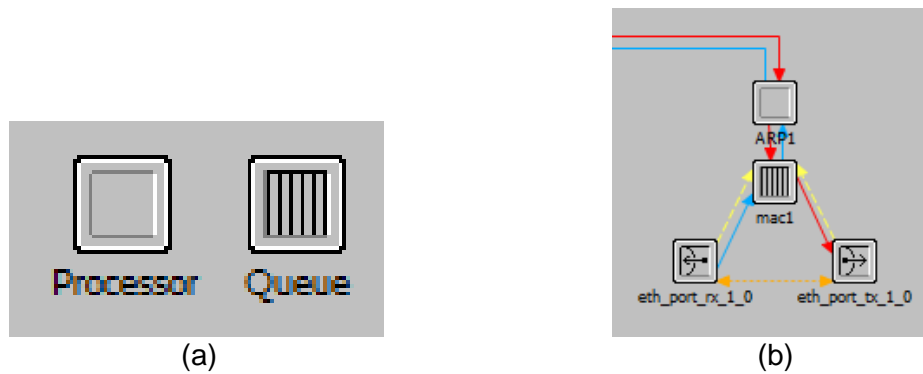 Processor Queue
(a)
ARP1
mac1
eth_port_rx_1_0 eth_port_tx_1_0
(b)